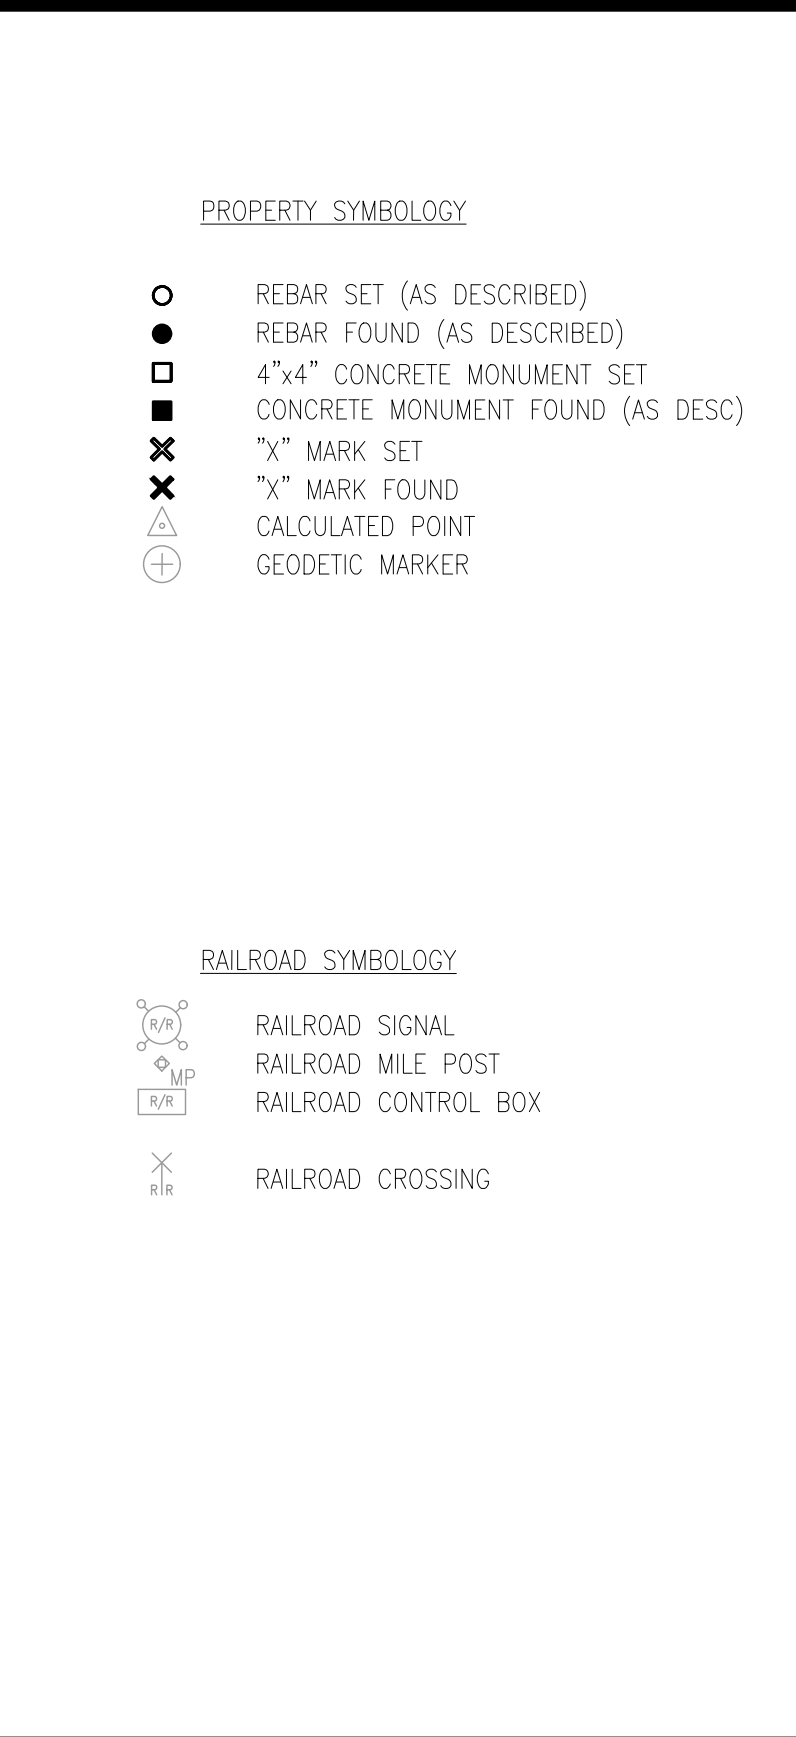 PROPERTY SYMBOLOGY
REBAR SET (AS DESCRIBED)
REBAR FOUND (AS DESCRIBED)
4”x4” CONCRETE MONUMENT SET
CONCRETE MONUMENT FOUND (AS DESC)
”X” MARK SET
”X” MARK FOUND
CALCULATED POINT
GEODETIC MARKER
RAILROAD SYMBOLOGY
R/R RAILROAD SIGNAL
MP RAILROAD MILE POST
R/R RAILROAD CONTROL BOX
R R RAILROAD CROSSING